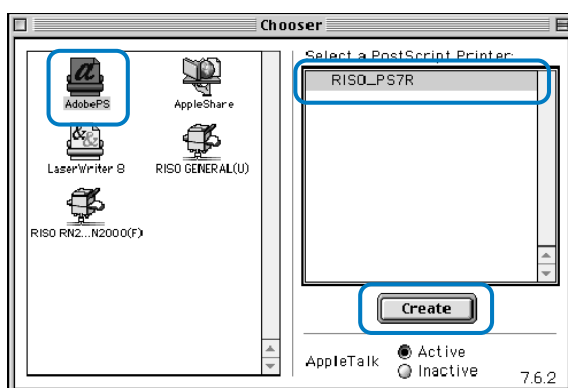 Chooser
AdobePS
AppleShare
LaserWriter 8
RISO GENERAL(U)
RISO RN2...N2000(F)
Select a PostScript Printer:
RISO_PS7R
Create
AppleTalk
Active
Inactive
7.6.2